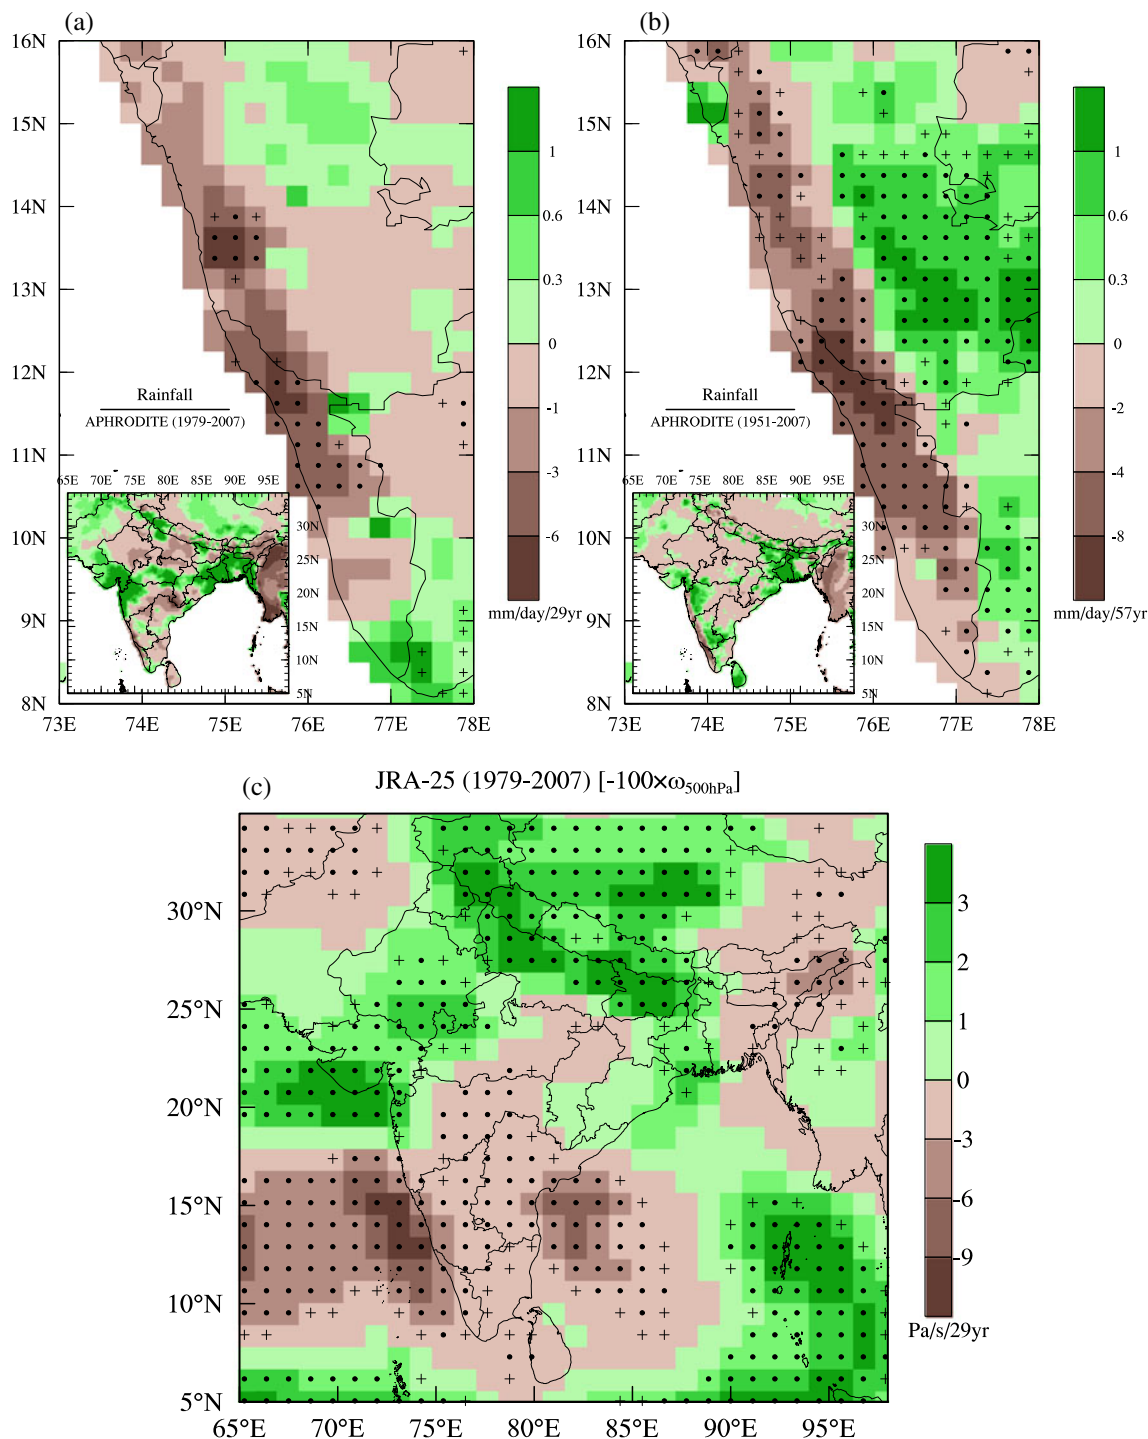 (a)
(b)
16N
15N
14N
13N
12N
11N
10N
9N
8N
73E 74E 75E 76E 77E 78E
1
0.6
0.3
0
-1
-3
-6
mm/day/29yr
Rainfall
APHRODITE (1979-2007)
65E 70E 75E 80E 85E 90E 95E
30N
25N
20N
15N
10N
5N
16N
15N
14N
13N
12N
11N
10N
9N
8N
73E 74E 75E 76E 77E 78E
1
0.6
0.3
0
-2
-4
-8
mm/day/57yr
Rainfall
APHRODITE (1951-2007)
65E 70E 75E 80E 85E 90E 95E
30N
25N
20N
15N
10N
5N
JRA-25 (1979-2007) [-100×ω500hPa]
(c)
30°N
25°N
20°N
15°N
10°N
5°N
65°E 70°E 75°E 80°E 85°E 90°E 95°E
3
2
1
0
-3
-6
-9
Pa/s/29yr